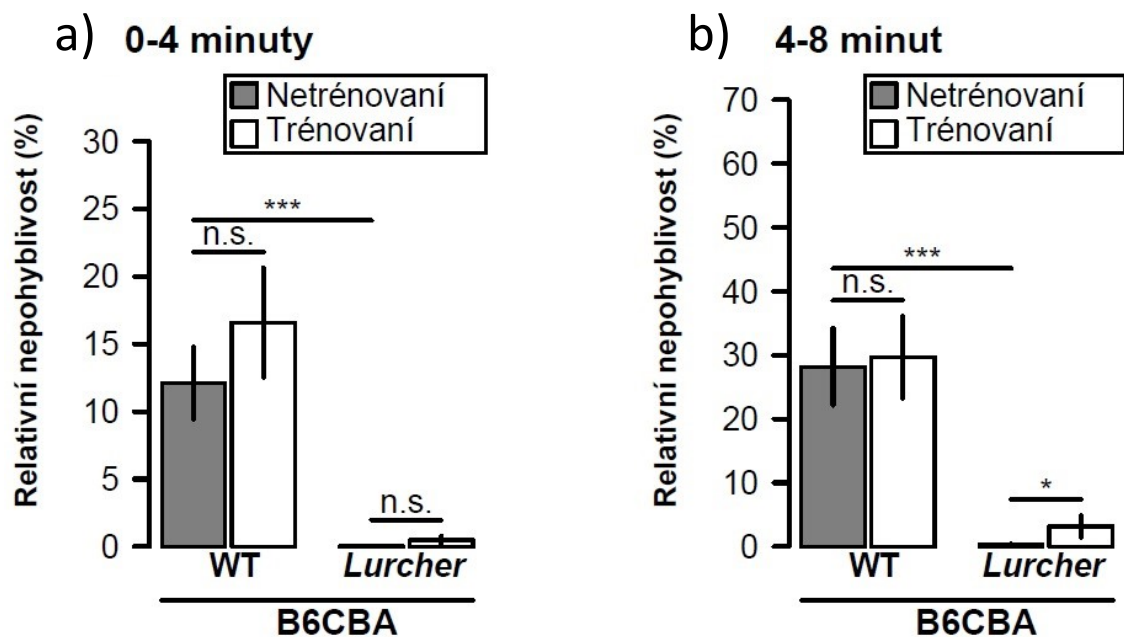 a) 0-4 minuty
Netrénovaní
Trénovaní
Relativní nepohyblivost (%)
30
25
20
15
10
5
0
***
n.s.
n.s.
WT
Lurcher
B6CBA
b) 4-8 minut
Netrénovaní
Trénovaní
Relativní nepohyblivost (%)
70
60
50
40
30
20
10
0
***
n.s.
*
WT
Lurcher
B6CBA